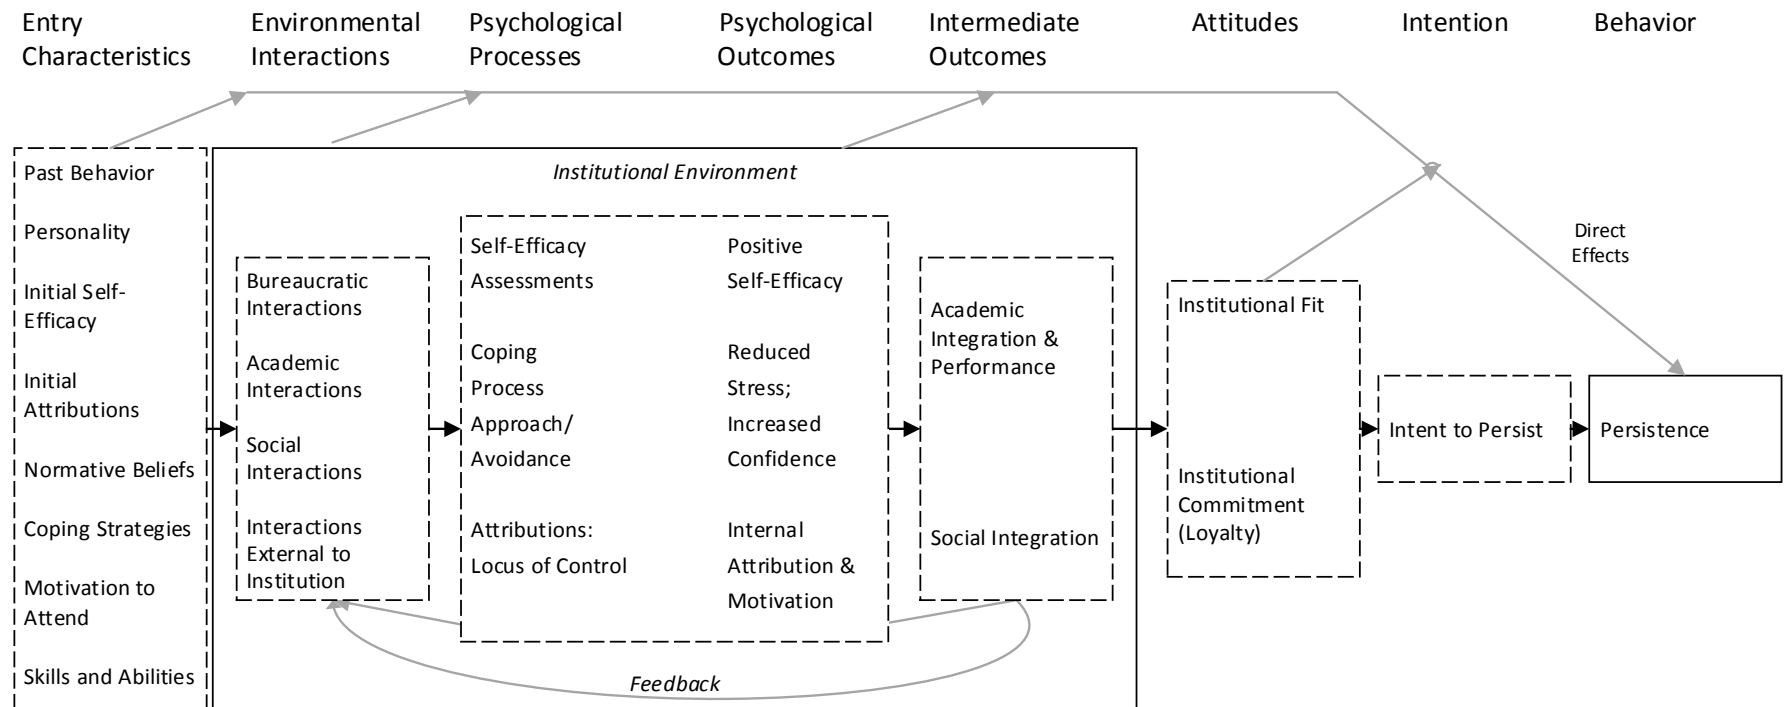 Entry
Characteristics
Environmental
Interactions
Psychological
Processes
Psychological
Outcomes
Intermediate
Outcomes
Attitudes
Intention
Behavior
Past Behavior
Personality
Initial Self-
Efficacy
Initial
Attributions
Normative Beliefs
Coping Strategies
Motivation to
Attend
Skills and Abilities
Institutional Environment
Bureaucratic
Interactions
Academic
Interactions
Social
Interactions
Interactions
External to
Institution
Self-Efficacy
Assessments
Coping
Process
Approach/
Avoidance
Attributions:
Locus of Control
Positive
Self-Efficacy
Reduced
Stress;
Increased
Confidence
Internal
Attribution &
Motivation
Academic
Integration &
Performance
Social Integration
Feedback
Institutional Fit
Institutional
Commitment
(Loyalty)
Intent to Persist
Direct
Effects
Persistence